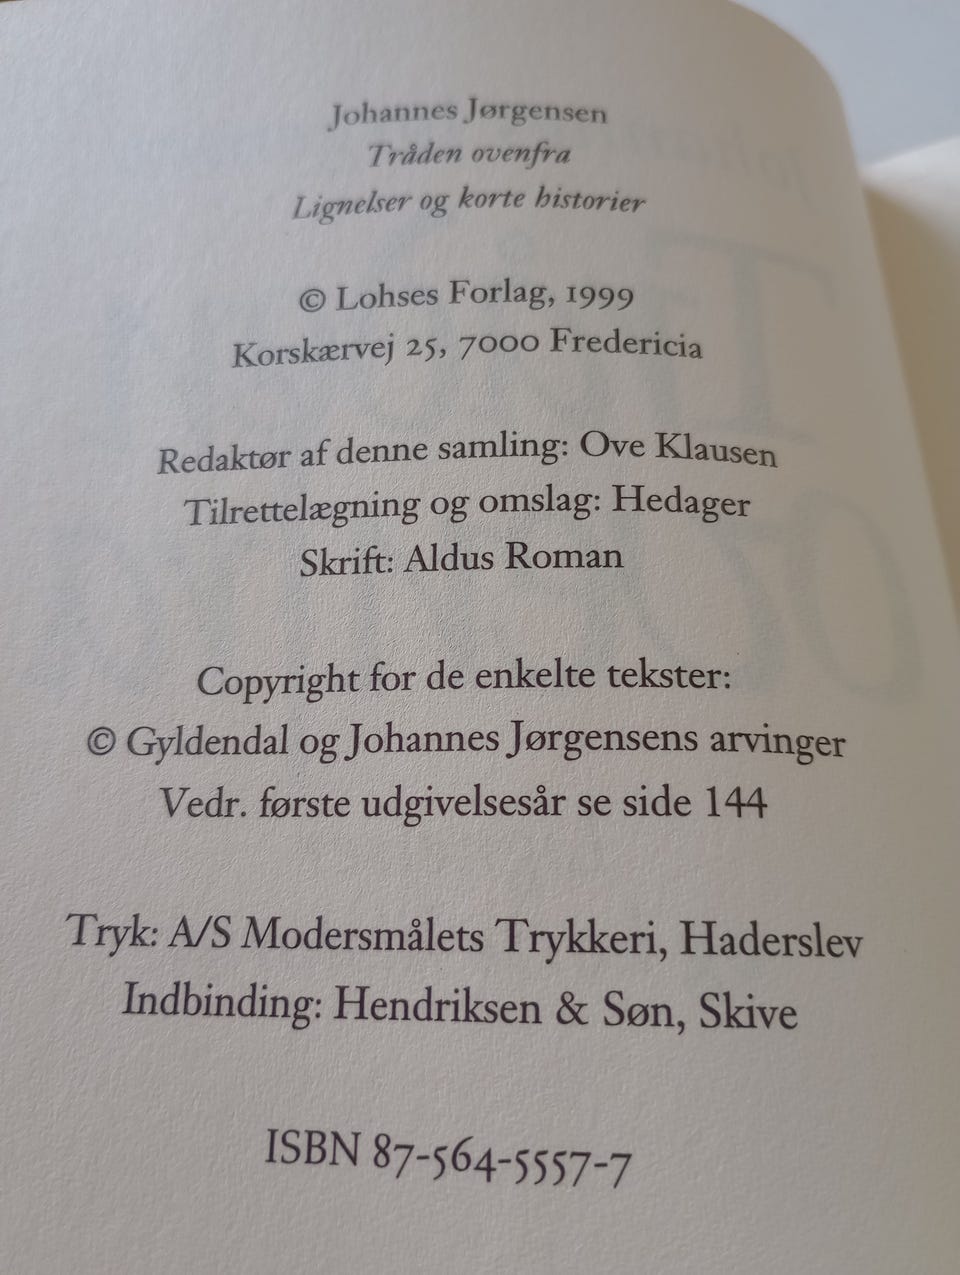 Johannes Jørgensen
Tråden ovenfra
Lignelser og korte historier
© Lohses Forlag, 1999
Korskærvej 25, 7000 Fredericia
Redaktør af denne samling: Ove Klausen
Tilrettelægning og omslag: Hedager
Skrift: Aldus Roman
Copyright for de enkelte tekster:
© Gyldendal og Johannes Jørgensens arvinger
Vedr. første udgivelsesår se side 144
Tryk: A/S Modersmålets Trykkeri, Haderslev
Indbinding: Hendriksen & Søn, Skive
ISBN 87-564-5557-7